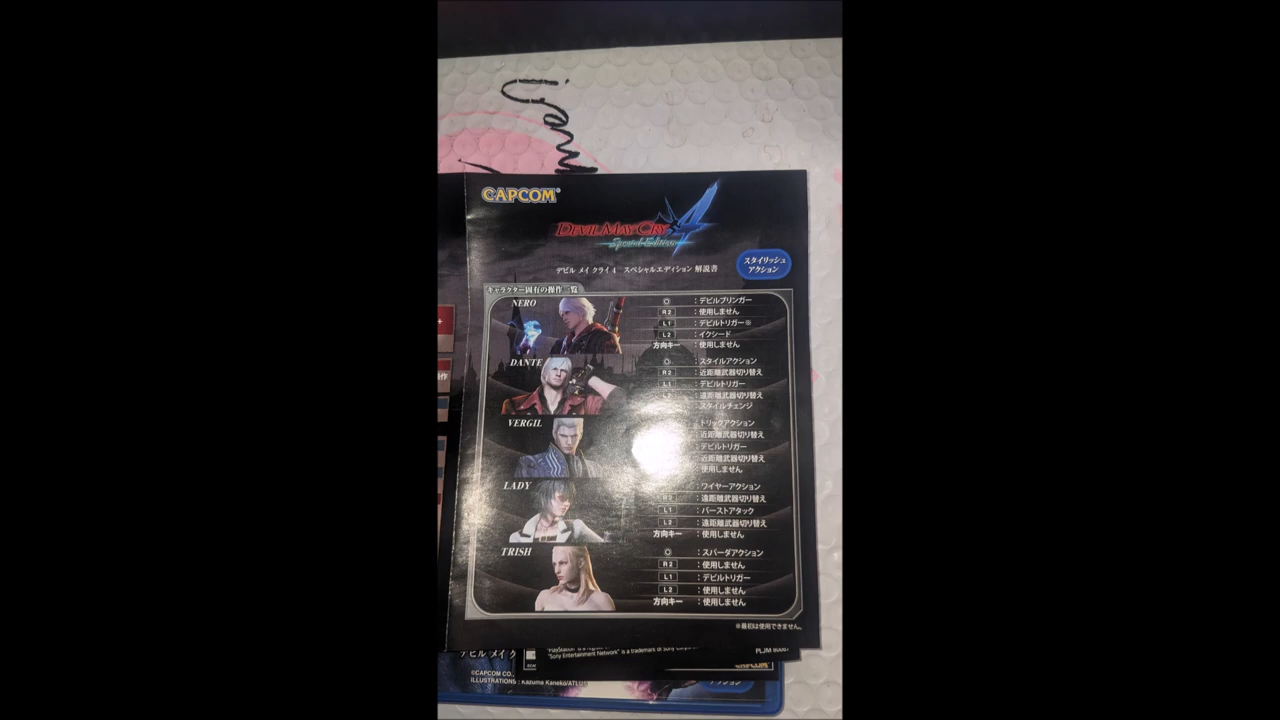 CAPCOM
DEVIL MAY CRY 4
Special Edition
デビル メイ クライ 4 スペシャルエディション 解説書
スタイリッシュ
アクション
キャラクター固有の操作一覧
NERO
◎ : デビルブリンガー
R2 : 使用しません
L1 : デビルトリガー※
L2 : イクシード
方向キー : 使用しません
DANTE
◎ : スタイルアクション
R2 : 近距離武器切り替え
L1 : デビルトリガー
L2 : 遠距離武器切り替え
: スタイルチェンジ
VERGIL
トリックアクション
近距離武器切り替え
デビルトリガー
: 近距離武器切り替え
: 使用しません
LADY
: ワイヤーアクション
R2 : 遠距離武器切り替え
L1 : バーストアタック
L2 : 遠距離武器切り替え
方向キー : 使用しません
TRISH
◎ : スパーダアクション
R2 : 使用しません
L1 : デビルトリガー
L2 : 使用しません
方向キー : 使用しません
※最初は使用できません。
"Sony Entertainment Network" is a trademark of Sony
PLJM
CAPCOM
デビル メイ ク
©CAPCOM CO.,
ILLUSTRATIONS : Kazuma Kaneko/ATLUS
アクション